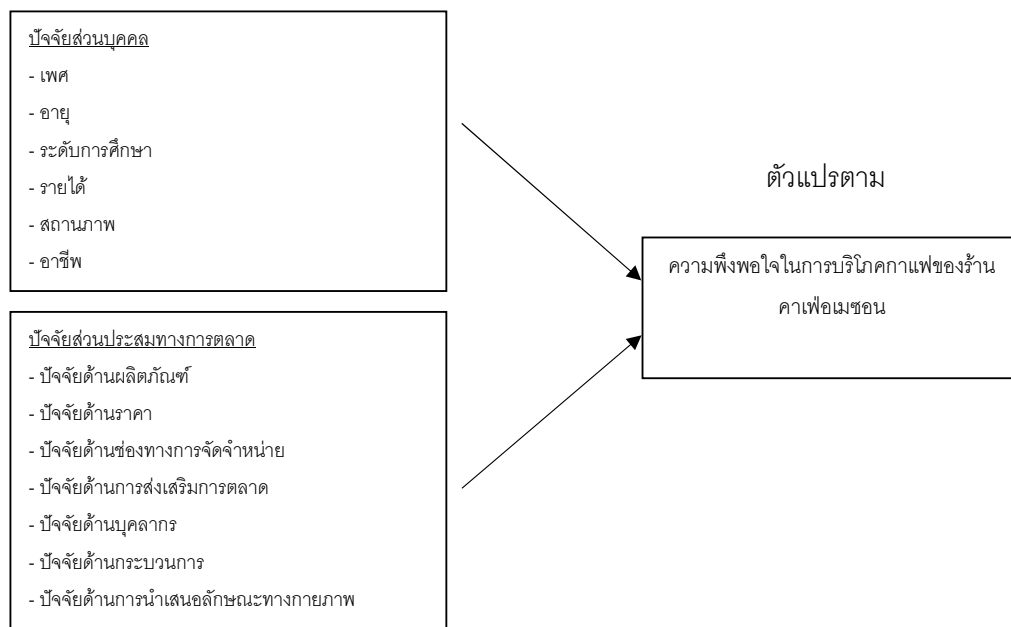 ปัจจัยส่วนบุคคล
- เพศ
- อายุ
- ระดับการศึกษา
- รายได้
- สถานภาพ
- อาชีพ
ปัจจัยส่วนประสมทางการตลาด
- ปัจจัยด้านผลิตภัณฑ์
- ปัจจัยด้านราคา
- ปัจจัยด้านช่องทางการจัดจำหน่าย
- ปัจจัยด้านการส่งเสริมการตลาด
- ปัจจัยด้านบุคลากร
- ปัจจัยด้านกระบวนการ
- ปัจจัยด้านการนำเสนอลักษณะทางกายภาพ
ตัวแปรตาม
ความพึงพอใจในการบริโภคกาแฟของร้าน
คาเฟ่อเมซอน